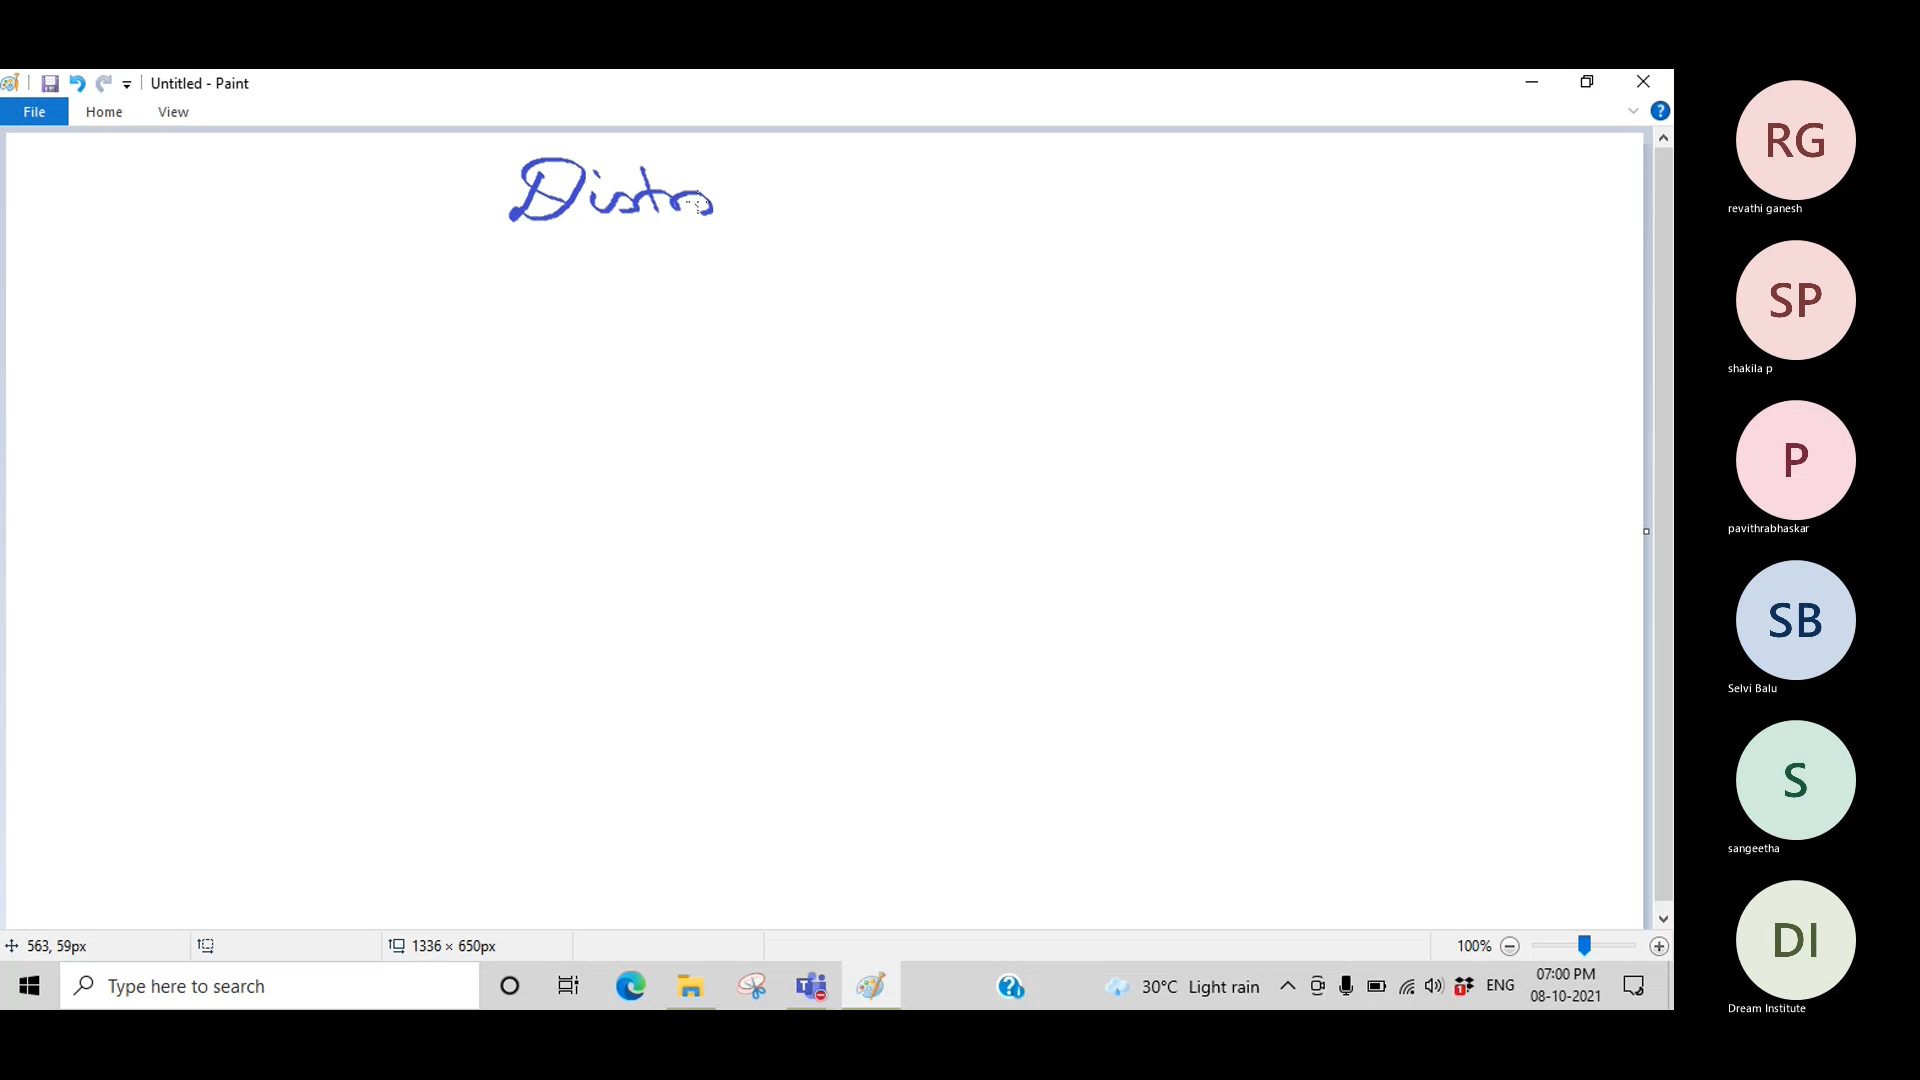 Untitled - Paint
File Home View
Distr
RG
revathi ganesh
SP
shakila p
P
pavithrabhaskar
SB
Selvi Balu
S
sangeetha
DI
Dream Institute
563, 59px 1336 × 650px 100%
Type here to search 30°C Light rain ENG 07:00 PM
08-10-2021